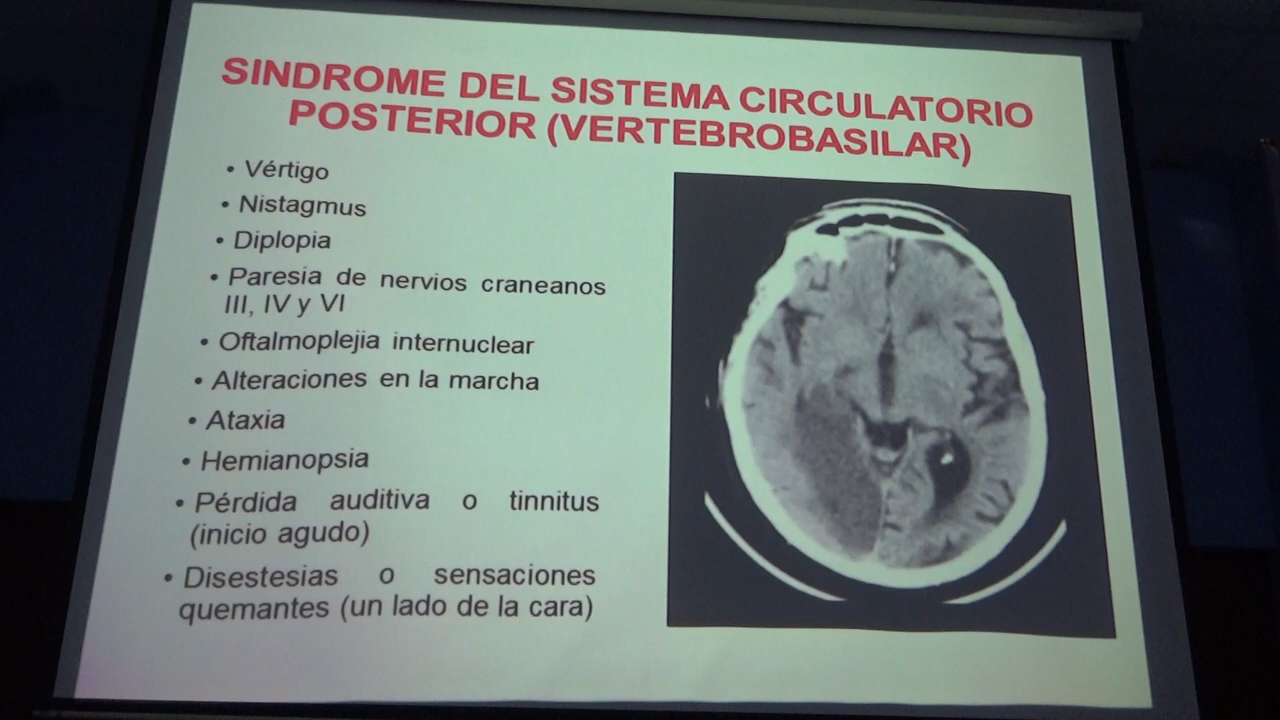 SINDROME DEL SISTEMA CIRCULATORIO
POSTERIOR (VERTEBROBASILAR)
• Vértigo
• Nistagmus
• Diplopia
• Paresia de nervios craneanos
III, IV y VI
• Oftalmoplejia internuclear
• Alteraciones en la marcha
• Ataxia
• Hemianopsia
• Pérdida auditiva o tinnitus
(inicio agudo)
• Disestesias o sensaciones
quemantes (un lado de la cara)